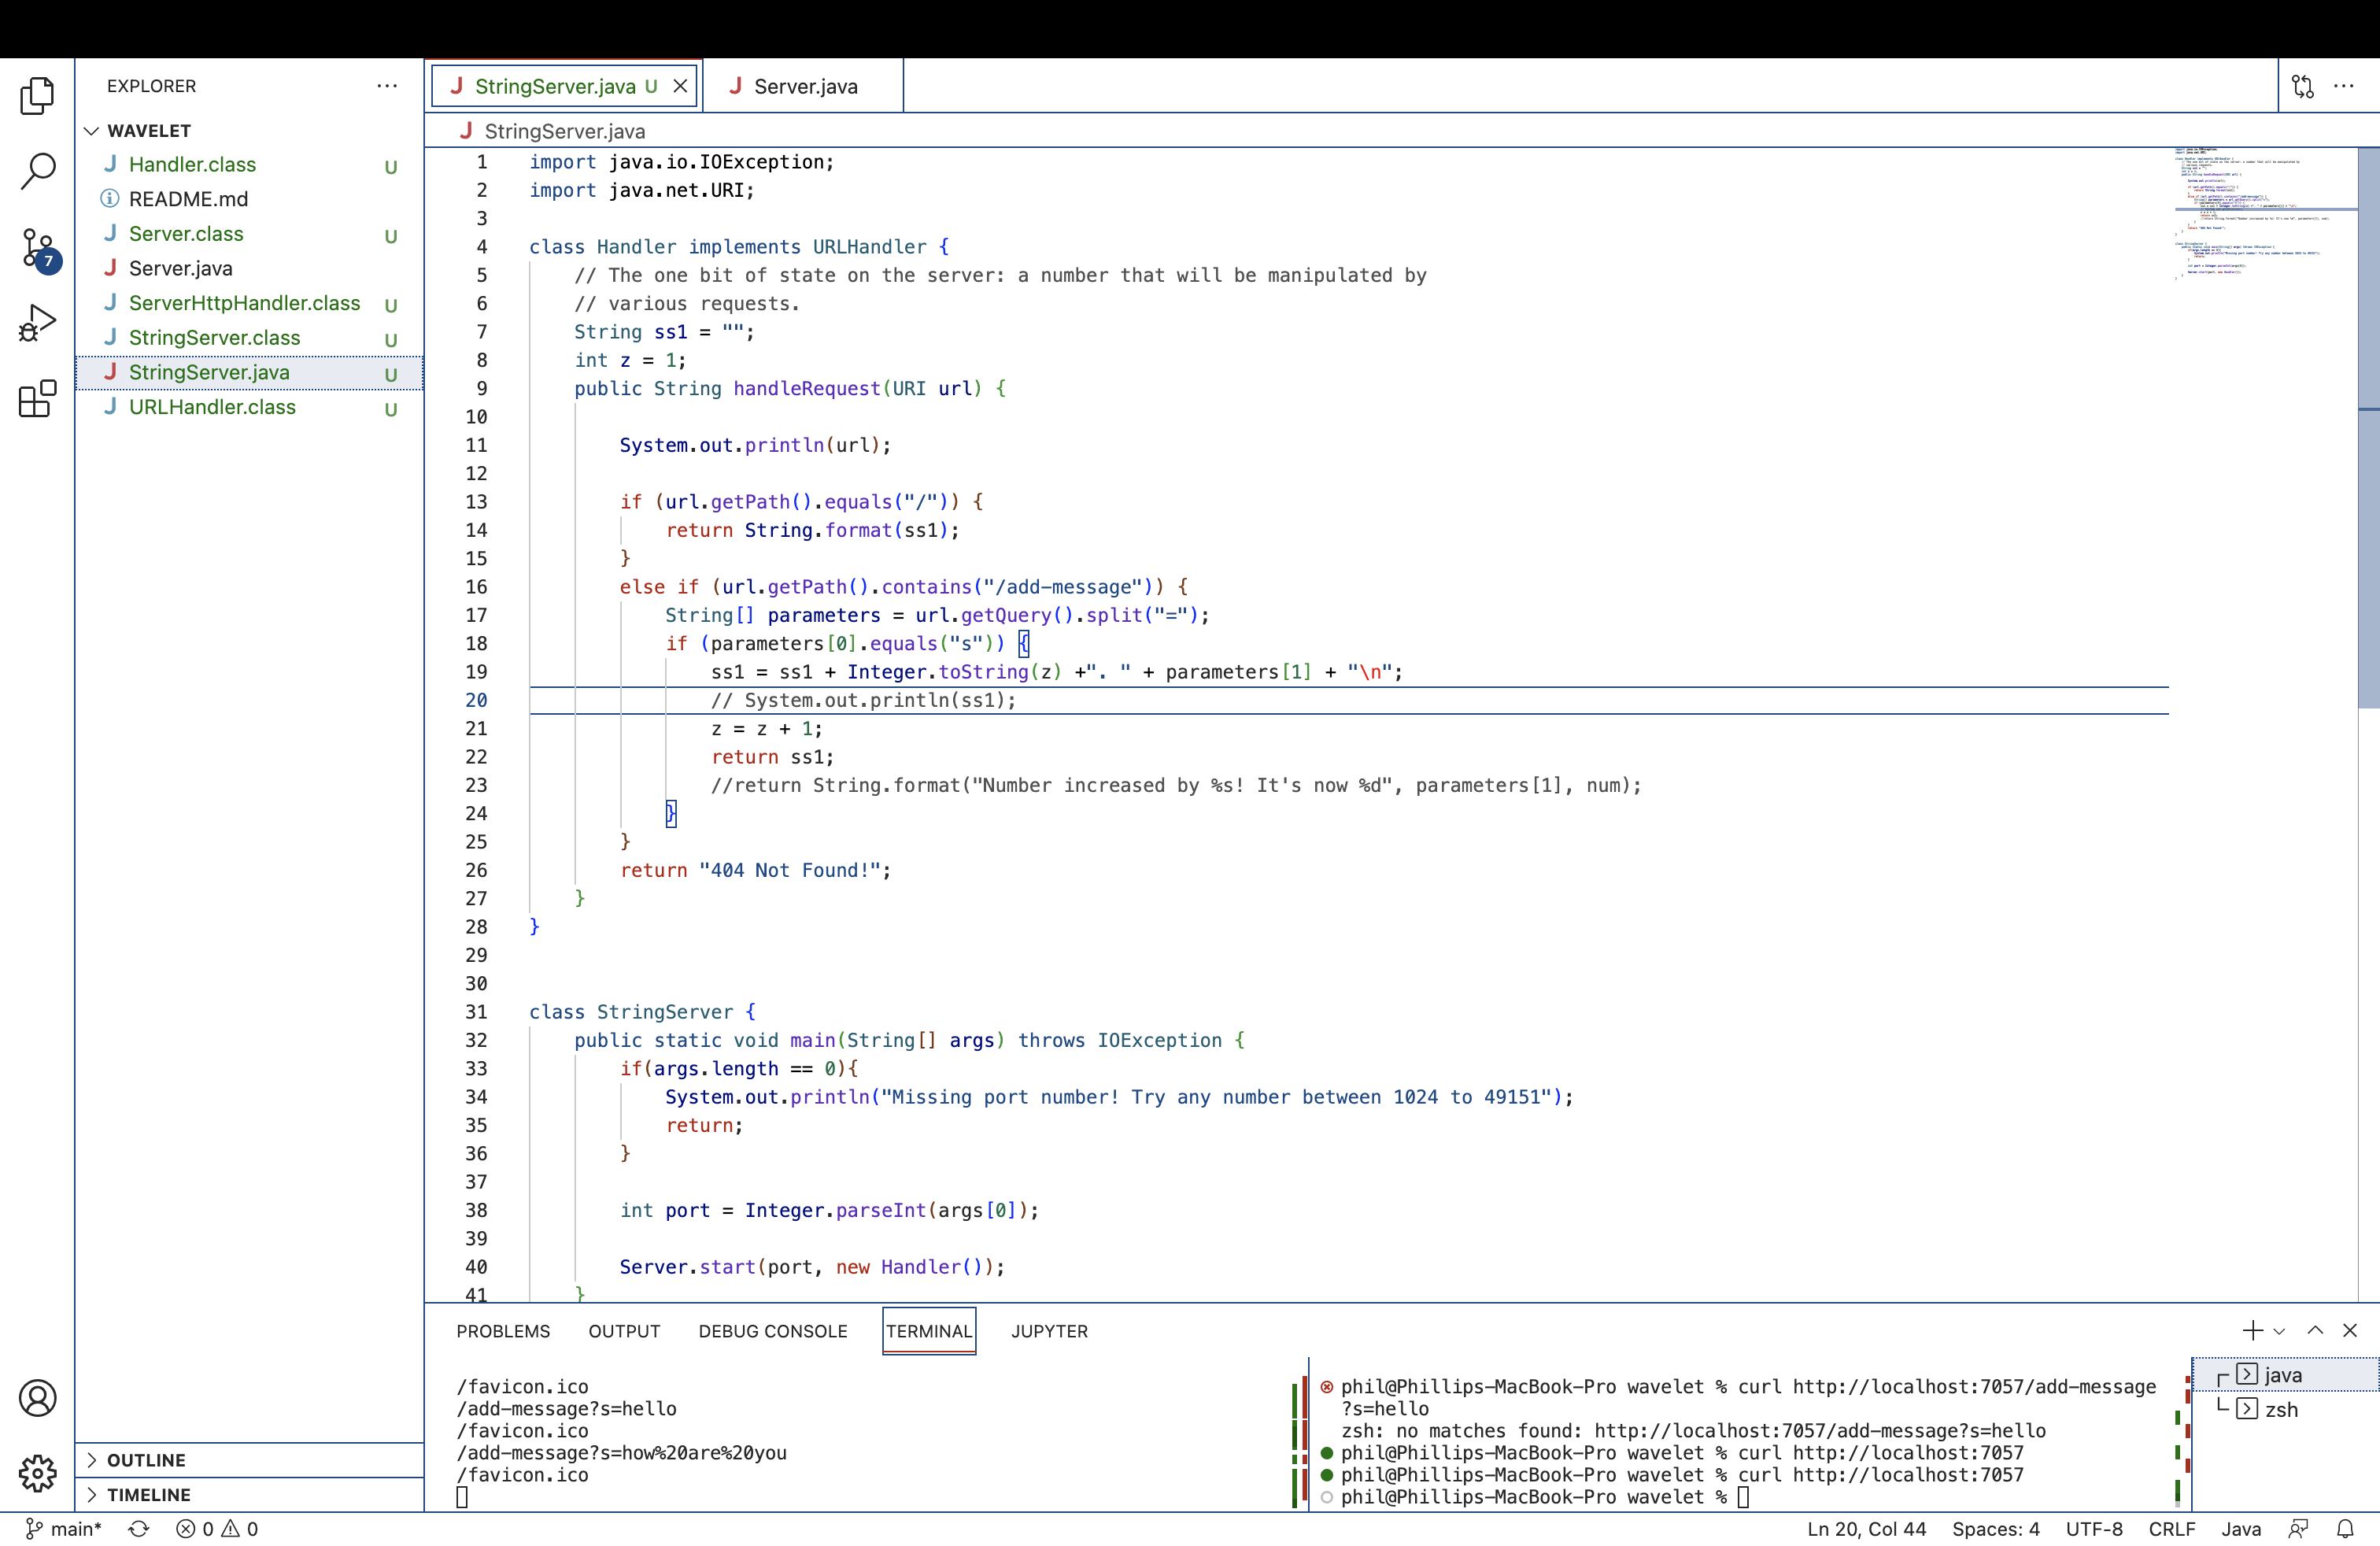 EXPLORER
WAVELET
Handler.class U
README.md
Server.class U
Server.java
ServerHttpHandler.class U
StringServer.class U
StringServer.java U
URLHandler.class U
OUTLINE
TIMELINE
7
StringServer.java U
Server.java
StringServer.java
1 import java.io.IOException;
2 import java.net.URI;
3
4 class Handler implements URLHandler {
5 // The one bit of state on the server: a number that will be manipulated by
6 // various requests.
7 String ss1 = "";
8 int z = 1;
9 public String handleRequest(URI url) {
10
11 System.out.println(url);
12
13 if (url.getPath().equals("/")) {
14 return String.format(ss1);
15 }
16 else if (url.getPath().contains("/add-message")) {
17 String[] parameters = url.getQuery().split("=");
18 if (parameters[0].equals("s")) {
19 ss1 = ss1 + Integer.toString(z) +". " + parameters[1] + "\n";
20 // System.out.println(ss1);
21 z = z + 1;
22 return ss1;
23 //return String.format("Number increased by %s! It's now %d", parameters[1], num);
24 }
25 }
26 return "404 Not Found!";
27 }
28 }
29
30
31 class StringServer {
32 public static void main(String[] args) throws IOException {
33 if(args.length == 0){
34 System.out.println("Missing port number! Try any number between 1024 to 49151");
35 return;
36 }
37
38 int port = Integer.parseInt(args[0]);
39
40 Server.start(port, new Handler());
41 }
PROBLEMS OUTPUT DEBUG CONSOLE TERMINAL JUPYTER
/favicon.ico
/add-message?s=hello
/favicon.ico
/add-message?s=how%20are%20you
/favicon.ico
phil@Phillips-MacBook-Pro wavelet % curl http://localhost:7057/add-message
?s=hello
zsh: no matches found: http://localhost:7057/add-message?s=hello
phil@Phillips-MacBook-Pro wavelet % curl http://localhost:7057
phil@Phillips-MacBook-Pro wavelet % curl http://localhost:7057
phil@Phillips-MacBook-Pro wavelet %
java
zsh
main* 0 0
Ln 20, Col 44 Spaces: 4 UTF-8 CRLF Java